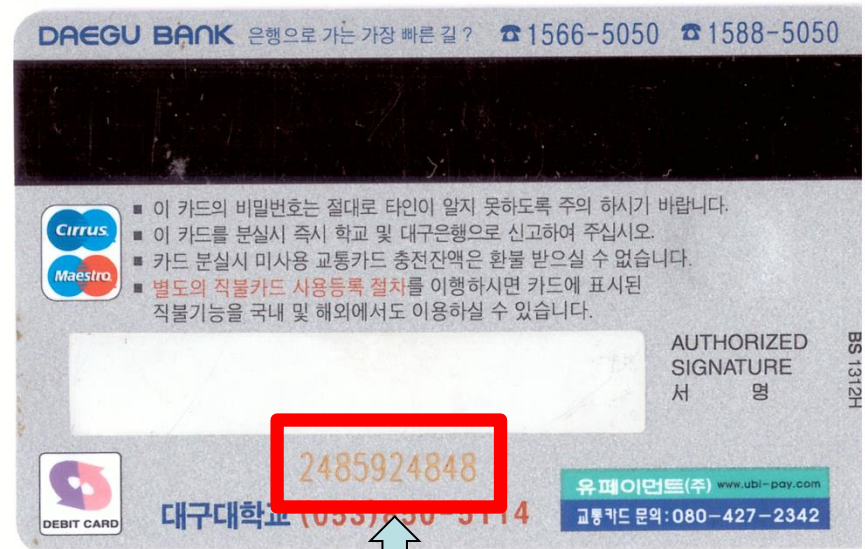 DAEGU BANK 은행으로 가는 가장 빠른 길? ☎1566-5050 ☎1588-5050
Cirrus
Maestro
■ 이 카드의 비밀번호는 절대로 타인이 알지 못하도록 주의 하시기 바랍니다.
■ 이 카드를 분실시 즉시 학교 및 대구은행으로 신고하여 주십시오.
■ 카드 분실시 미사용 교통카드 충전잔액은 환불 받으실 수 없습니다.
■ 별도의 직불카드 사용등록 절차를 이행하시면 카드에 표시된
직불기능을 국내 및 해외에서도 이용하실 수 있습니다.
AUTHORIZED
SIGNATURE
서 명
BS 1312H
2485924848
DEBIT CARD
대구대학교 (053)850-5114
유페이먼트(주) www.ubi-pay.com
교통카드 문의:080-427-2342